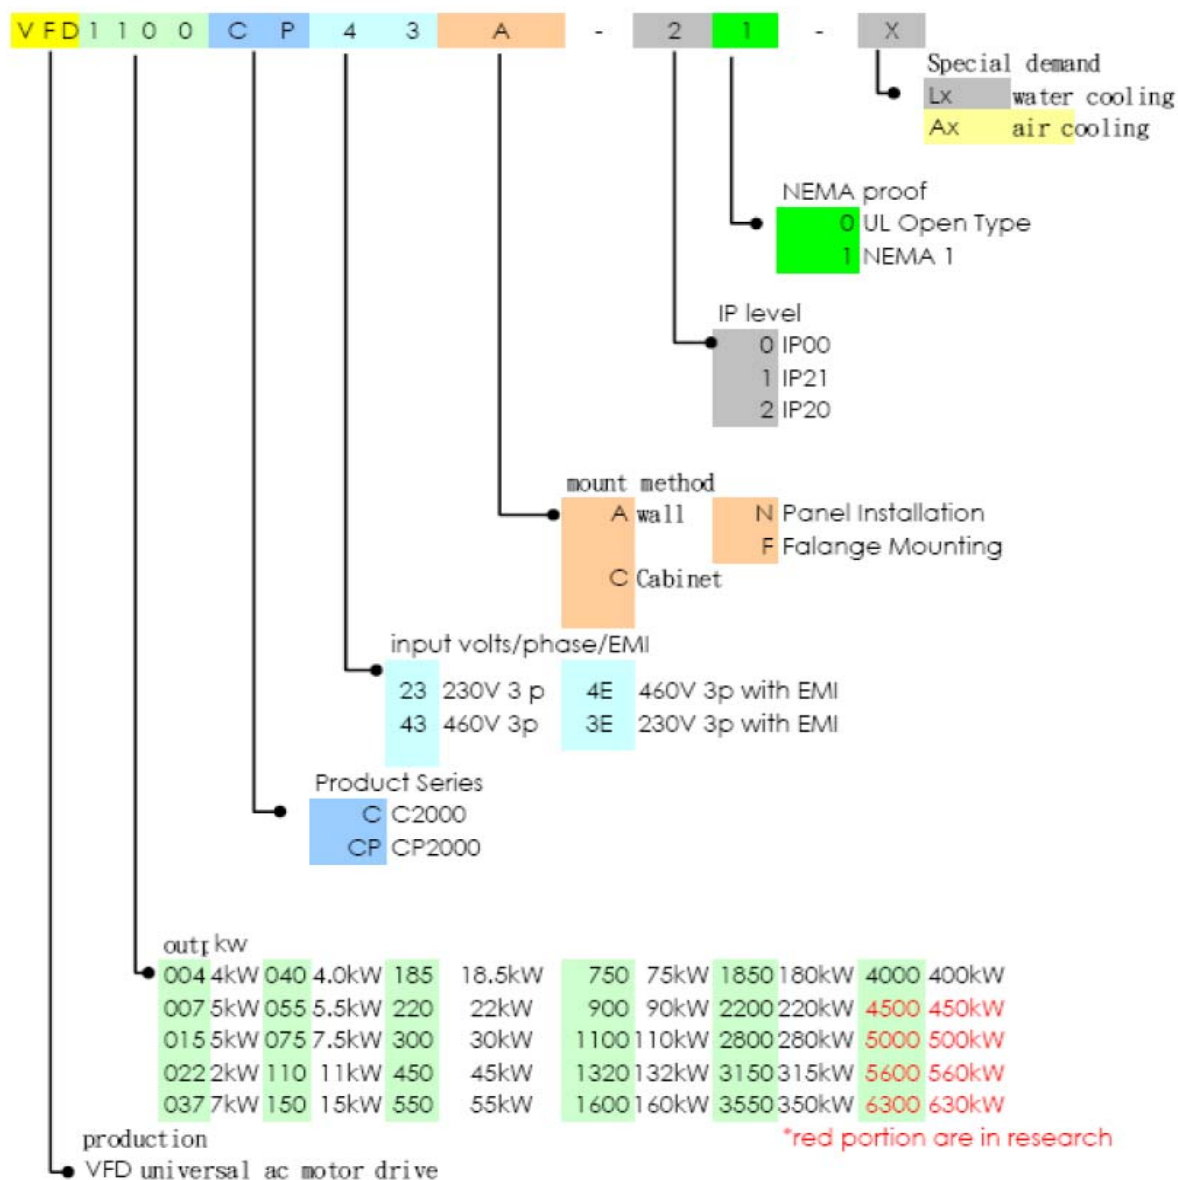 VFD 1 1 0 0 C P 4 3 A - 2 1 - X
Special demand
Lx water cooling
Ax air cooling
NEMA proof
0 UL Open Type
1 NEMA 1
IP level
0 IP00
1 IP21
2 IP20
mount method
A wall N Panel Installation
F Falange Mounting
C Cabinet
input volts/phase/EMI
23 230V 3 p 4E 460V 3p with EMI
43 460V 3p 3E 230V 3p with EMI
Product Series
C C2000
CP CP2000
kw
004 4kW 040 4.0kW 185 18.5kW 750 75kW 1850 180kW 4000 400kW
007 5kW 055 5.5kW 220 22kW 900 90kW 2200 220kW 4500 450kW
015 5kW 075 7.5kW 300 30kW 1100 110kW 2800 280kW 5000 500kW
022 2kW 110 11kW 450 45kW 1320 132kW 3150 315kW 5600 560kW
037 7kW 150 15kW 550 55kW 1600 160kW 3550 350kW 6300 630kW
production *red portion are in research
VFD universal ac motor drive